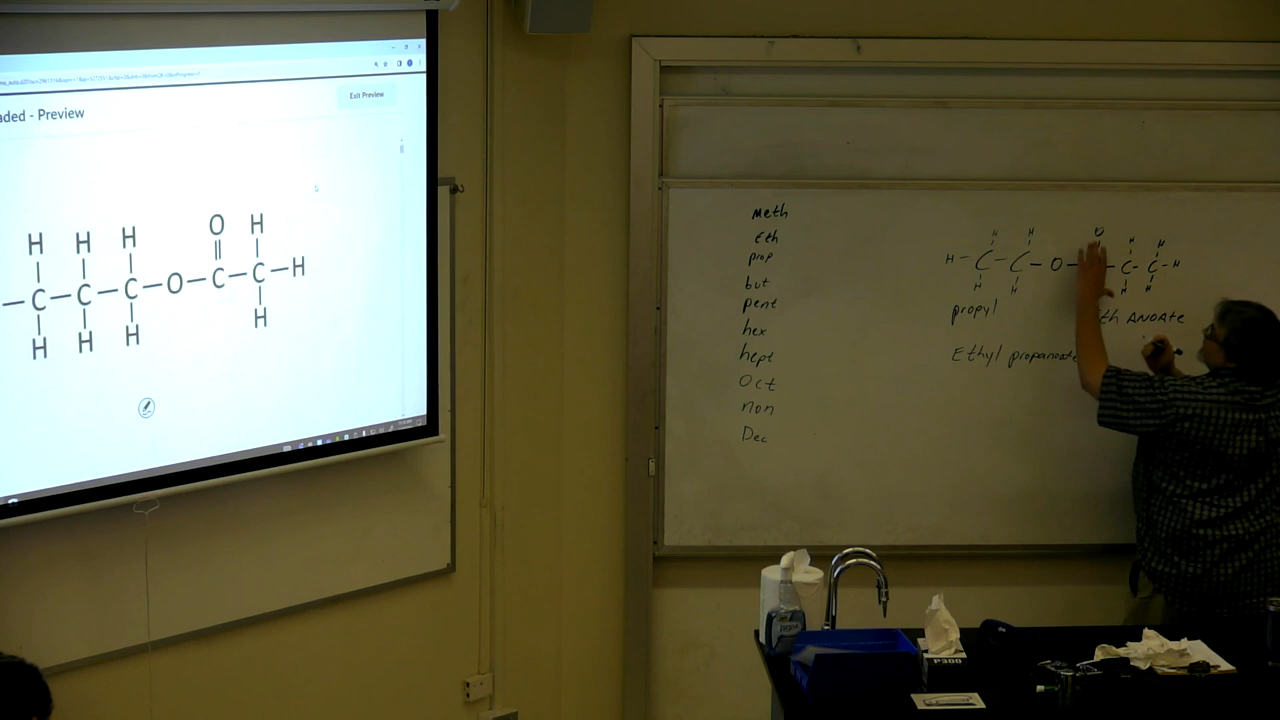 aded - Preview
Exit Preview
H H H O H
C C C O C C H
H H H H
Meth
Eth
prop
but
pent
hex
hept
Oct
non
Dec
H H O H H
H - C - C - O - C - C - H
H H H H
propyl
th ANOAte
Ethyl propanoate
P300